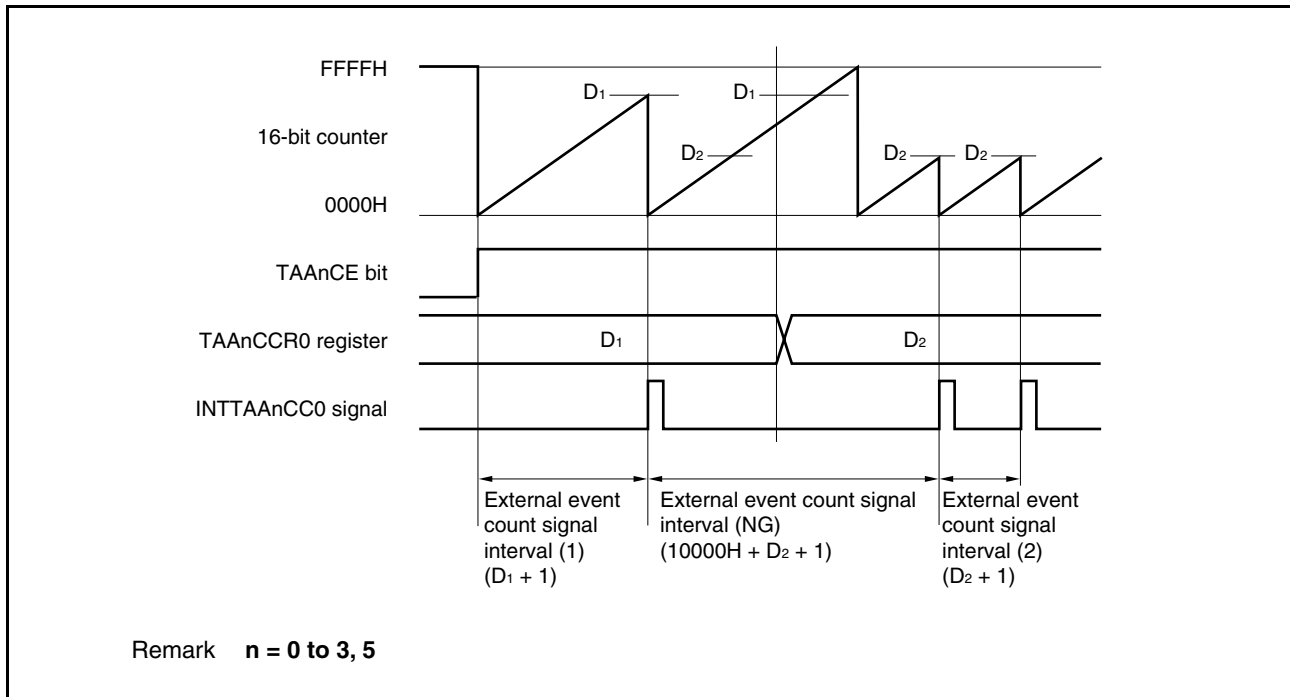 FFFFH
D1
D1
16-bit counter
D2
D2
D2
0000H
TAAnCE bit
TAAnCCR0 register
D1
D2
INTTAAnCC0 signal
External event
count signal
interval (1)
(D1 + 1)
External event count signal
interval (NG)
(10000H + D2 + 1)
External event
count signal
interval (2)
(D2 + 1)
Remark n = 0 to 3, 5